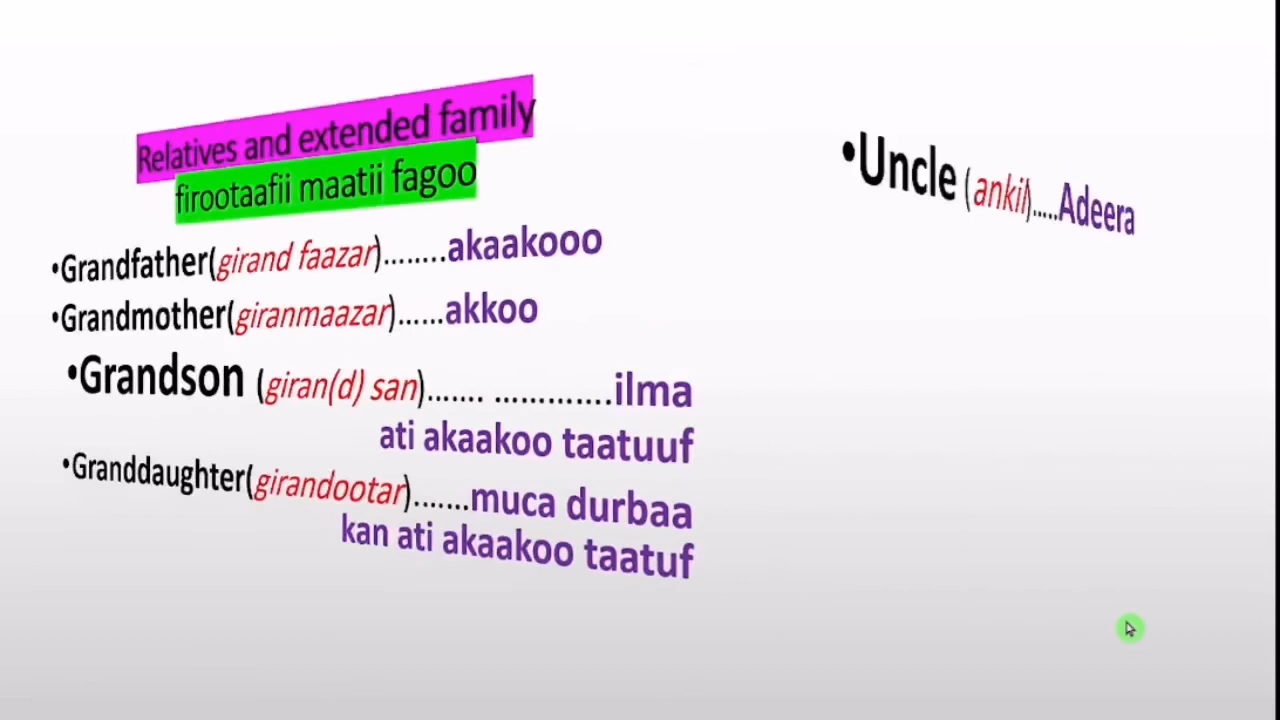 Relatives and extended family
firootaafii maatii fagoo
•Grandfather(girand faazar)........akaakooo
•Grandmother(giranmaazar)......akkoo
•Grandson (giran(d) san)....... .............ilma
ati akaakoo taatuuf
•Granddaughter(girandootar).......muca durbaa
kan ati akaakoo taatuf
•Uncle (ankil).....Adeera